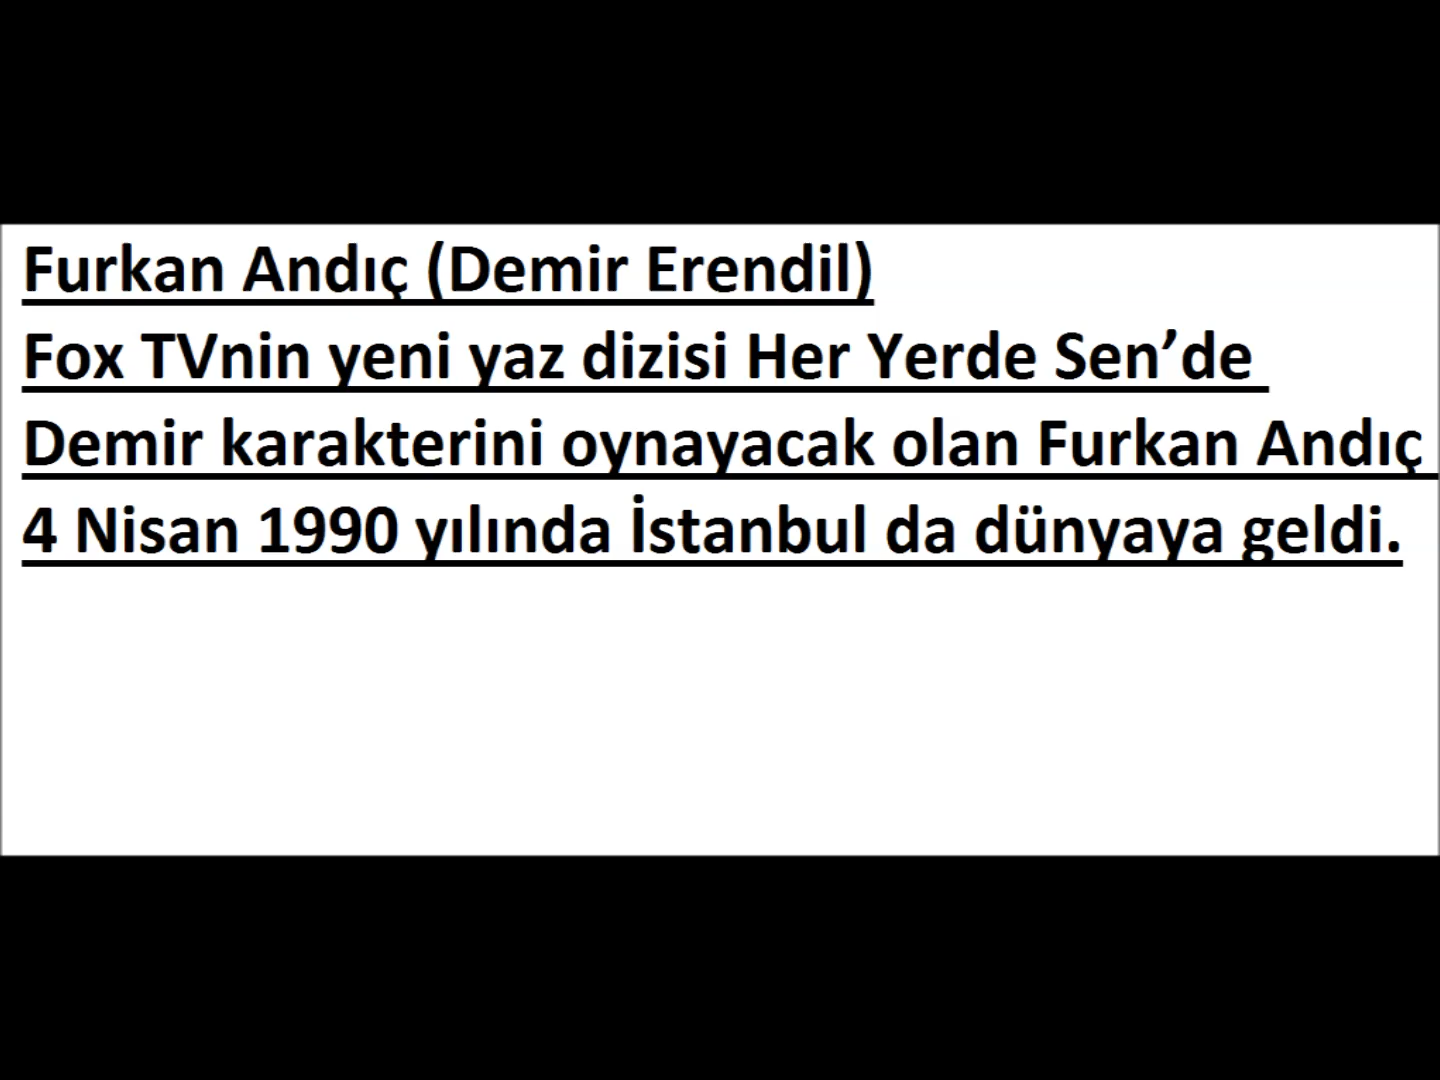 Furkan Andıç (Demir Erendil)
Fox TVnin yeni yaz dizisi Her Yerde Sen’de
Demir karakterini oynayacak olan Furkan Andıç
4 Nisan 1990 yılında İstanbul da dünyaya geldi.